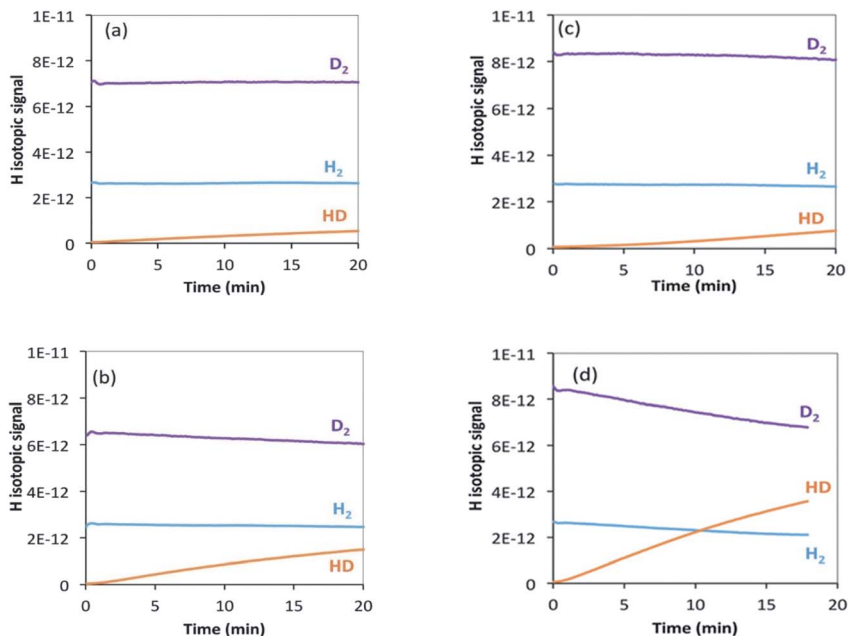 (a)
1E-11
8E-12
6E-12
4E-12
2E-12
0
H isotopic signal
D₂
H₂
HD
0 5 10 15 20
Time (min)
(c)
1E-11
8E-12
6E-12
4E-12
2E-12
0
H isotopic signal
D₂
H₂
HD
0 5 10 15 20
Time (min)
(b)
1E-11
8E-12
6E-12
4E-12
2E-12
0
H isotopic signal
D₂
H₂
HD
0 5 10 15 20
Time (min)
(d)
1E-11
8E-12
6E-12
4E-12
2E-12
0
H isotopic signal
D₂
HD
H₂
0 5 10 15 20
Time (min)